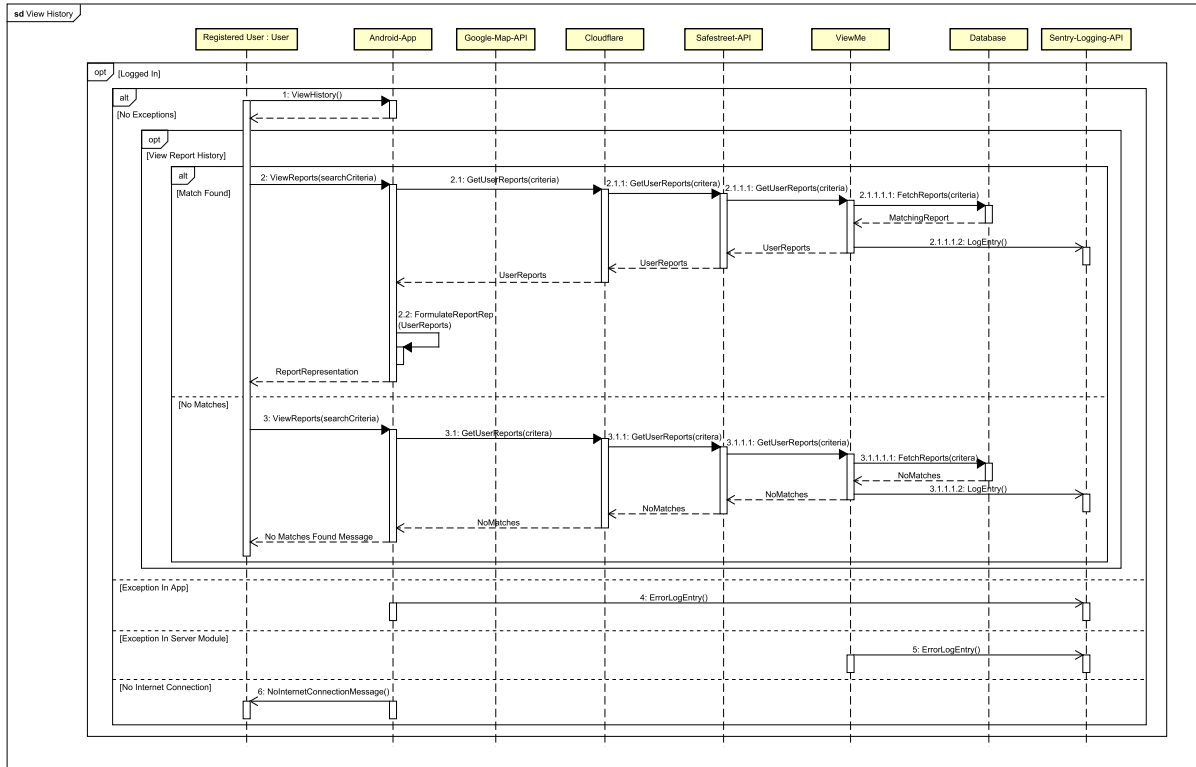 sd View History
Registered User : User
Android-App
Google-Map-API
Cloudflare
Safestreet-API
ViewMe
Database
Sentry-Logging-API
opt
[Logged In]
alt
1: ViewHistory()
[No Exceptions]
opt
[View Report History]
alt
[Match Found]
2: ViewReports(searchCriteria)
2.1: GetUserReports(criteria)
2.1.1: GetUserReports(criteria)
2.1.1.1: GetUserReports(criteria)
2.1.1.1.1: FetchReports(criteria)
MatchingReport
2.1.1.1.2: LogEntry()
UserReports
UserReports
UserReports
2.2: FormulateReportRep
(UserReports)
ReportRepresentation
[No Matches]
3: ViewReports(searchCriteria)
3.1: GetUserReports(critera)
3.1.1: GetUserReports(critera)
3.1.1.1: GetUserReports(criteria)
3.1.1.1.1: FetchReports(critera)
NoMatches
3.1.1.1.2: LogEntry()
NoMatches
NoMatches
NoMatches
No Matches Found Message
[Exception In App]
4: ErrorLogEntry()
[Exception In Server Module]
5: ErrorLogEntry()
[No Internet Connection]
6: NoInternetConnectionMessage()